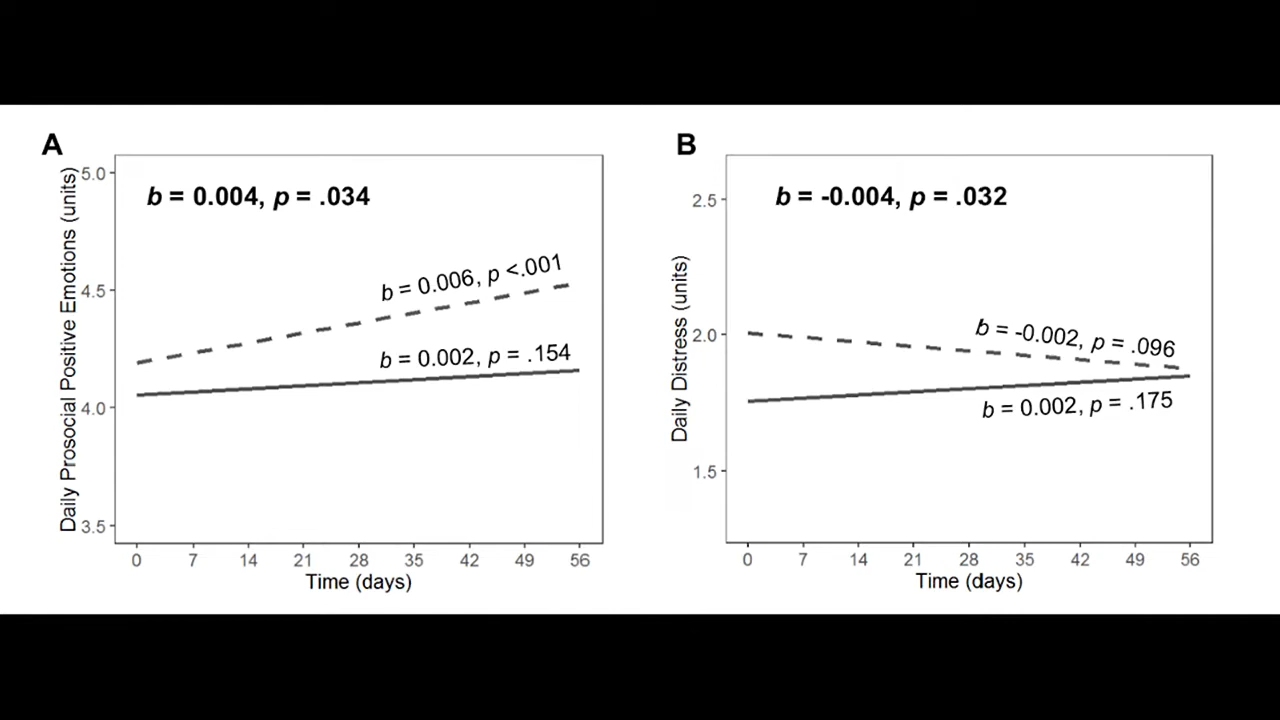 A
Daily Prosocial Positive Emotions (units)
5.0
4.5
4.0
3.5
b = 0.004, p = .034
b = 0.006, p <.001
b = 0.002, p = .154
0 7 14 21 28 35 42 49 56
Time (days)
B
Daily Distress (units)
2.5
2.0
1.5
b = -0.004, p = .032
b = -0.002, p = .096
b = 0.002, p = .175
0 7 14 21 28 35 42 49 56
Time (days)